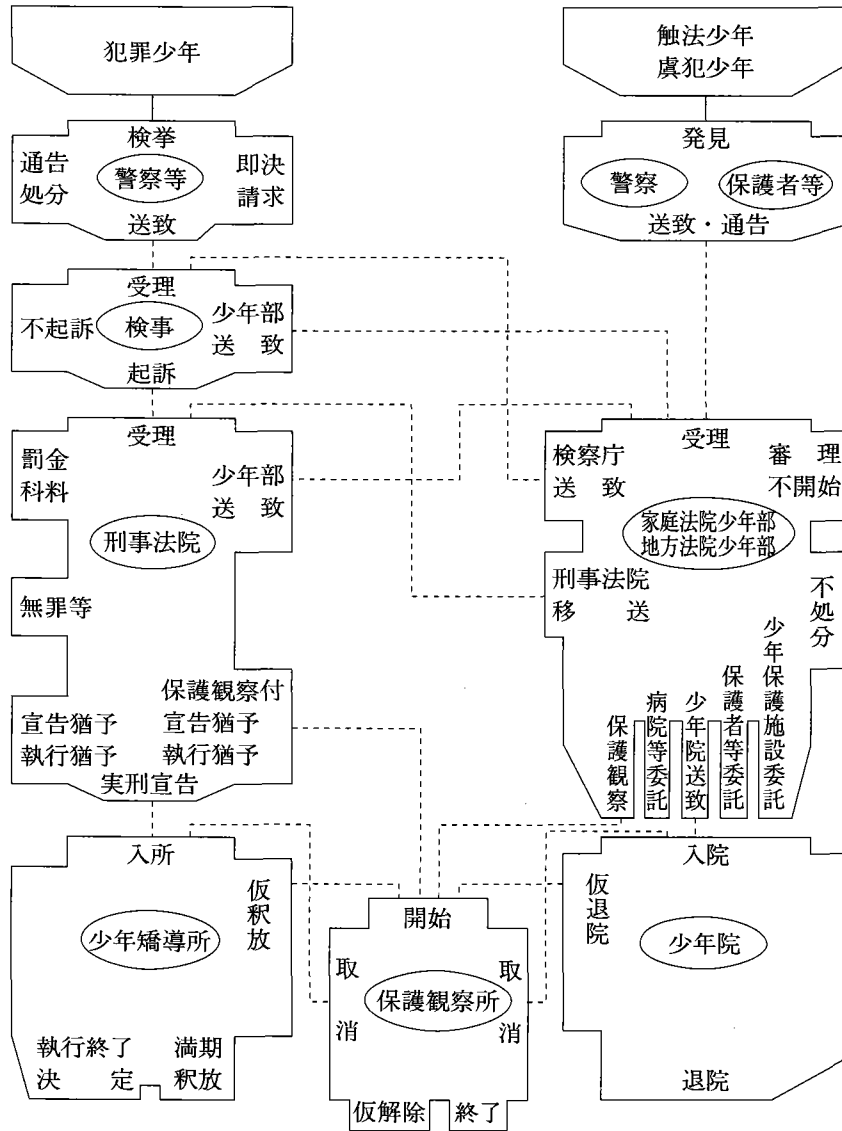 犯罪少年
触法少年
虞犯少年
検挙
通告
処分
警察等
即決
請求
送致
発見
警察
保護者等
送致・通告
受理
不起訴
検事
少年部
送　致
起訴
受理
罰金
科料
少年部
送　致
刑事法院
無罪等
保護観察付
宣告猶予
執行猶予
宣告猶予
執行猶予
実刑宣告
受理
検察庁
送　致
審　理
不開始
家庭法院少年部
地方法院少年部
刑事法院
移　　送
不処分
保護観察
病院等委託
少年院送致
保護者等委託
少年保護施設委託
入所
仮釈放
少年矯導所
執行終了
決　　定
満期
釈放
開始
取消
保護観察所
取消
仮解除
終了
入院
仮退院
少年院
退院